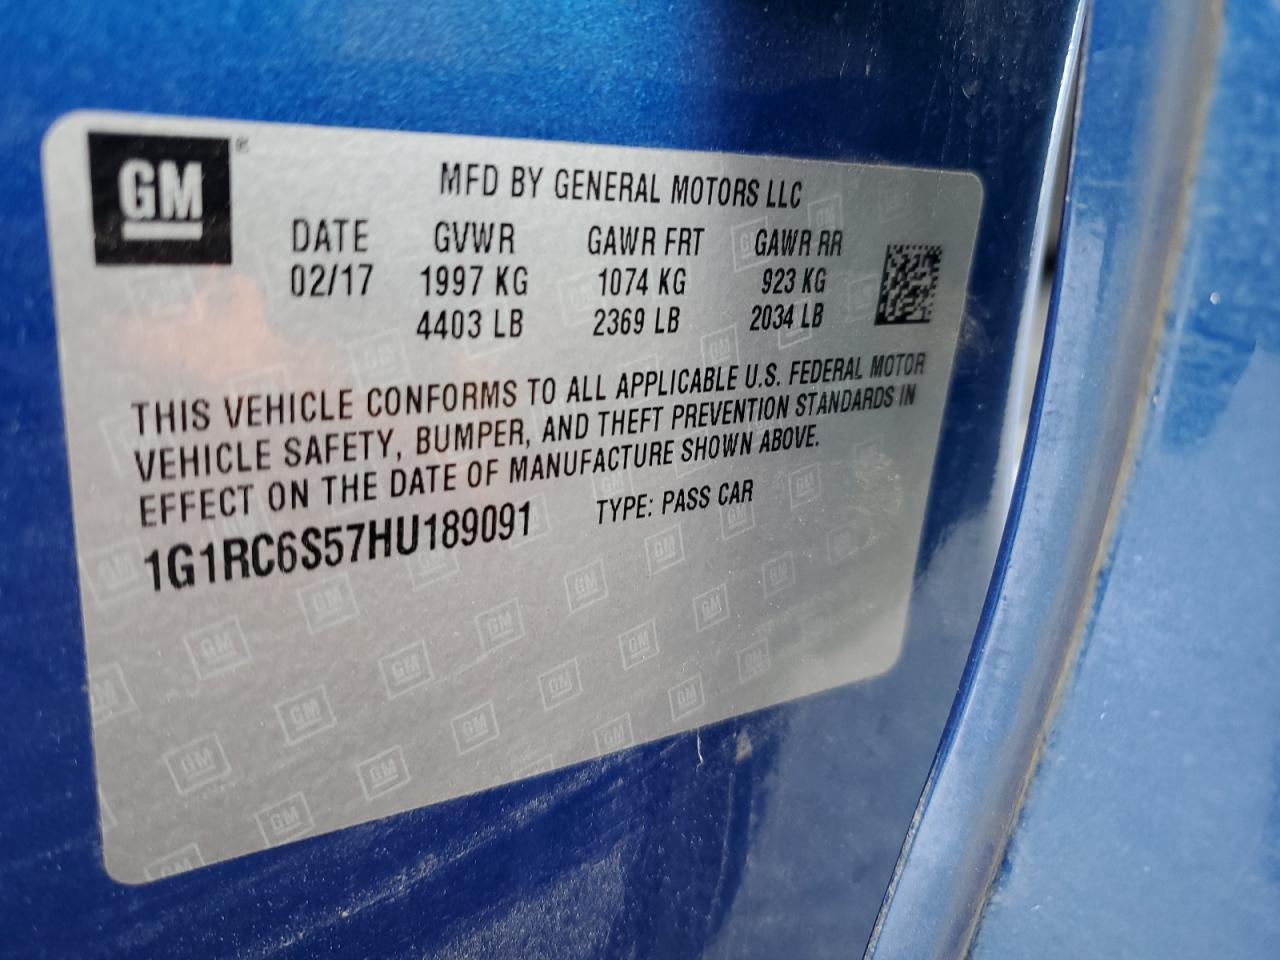 GM ®
MFD BY GENERAL MOTORS LLC
DATE GVWR GAWR FRT GAWR RR
02/17 1997 KG 1074 KG 923 KG
4403 LB 2369 LB 2034 LB
THIS VEHICLE CONFORMS TO ALL APPLICABLE U.S. FEDERAL MOTOR
VEHICLE SAFETY, BUMPER, AND THEFT PREVENTION STANDARDS IN
EFFECT ON THE DATE OF MANUFACTURE SHOWN ABOVE.
1G1RC6S57HU189091 TYPE: PASS CAR